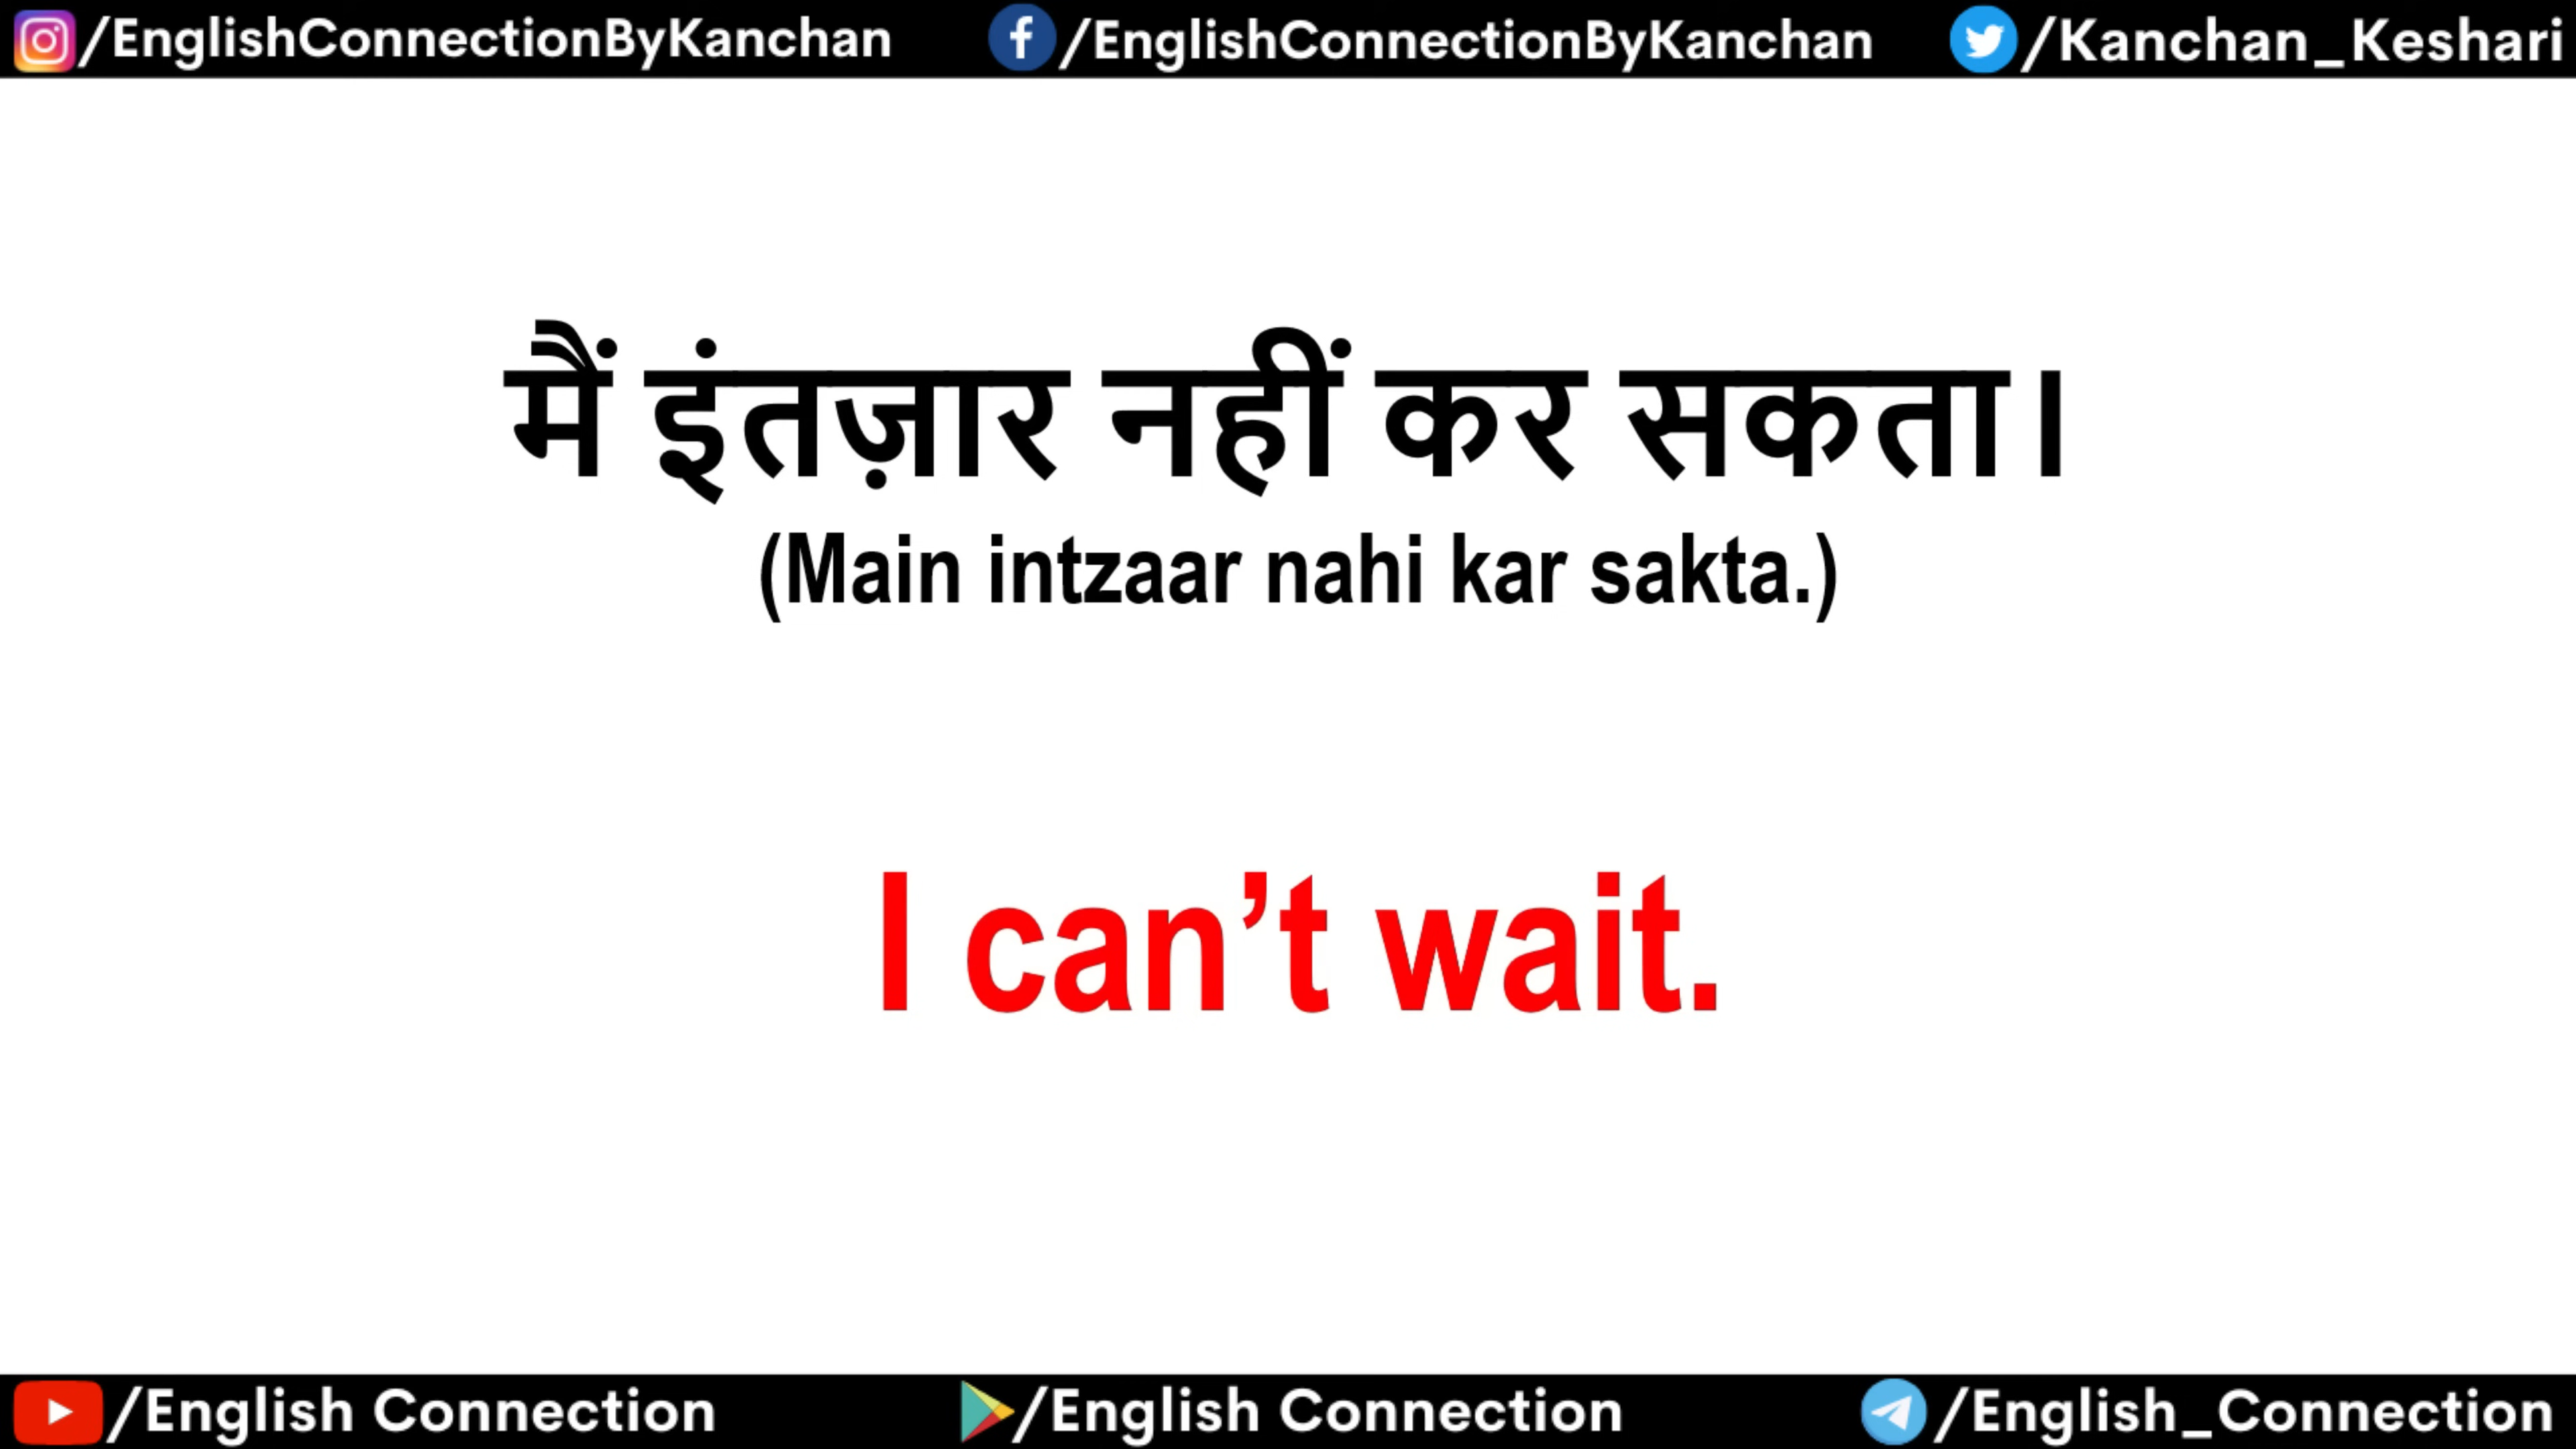 /EnglishConnectionByKanchan /EnglishConnectionByKanchan /Kanchan_Keshari
मैं इंतज़ार नहीं कर सकता।
(Main intzaar nahi kar sakta.)
I can’t wait.
/English Connection /English Connection /English_Connection